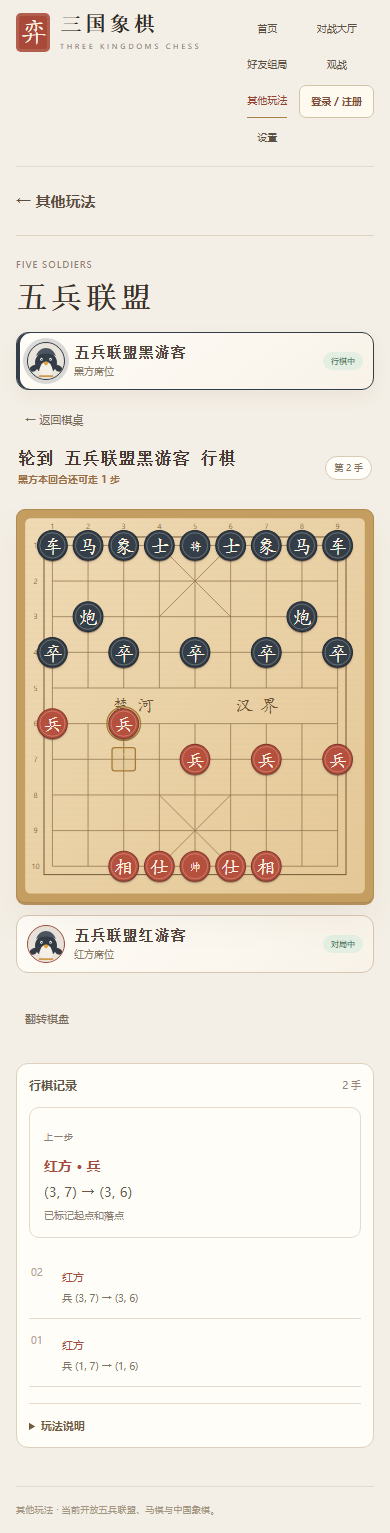 弈 三国象棋
THREE KINGDOMS CHESS
首页 对战大厅
好友组局 观战
其他玩法 登录 / 注册
设置
← 其他玩法
FIVE SOLDIERS
五兵联盟
五兵联盟黑游客
黑方席位
行棋中
← 返回棋桌
轮到 五兵联盟黑游客 行棋
黑方本回合还可走 1 步
第 2 手
1 2 3 4 5 6 7 8 9
车 马 象 士 将 士 象 马 车
2
3 炮 炮
4 卒 卒 卒 卒 卒
5
楚 河 汉 界
6 兵 兵
7 兵 兵 兵
8
9
10 相 仕 帅 仕 相
五兵联盟红游客
红方席位
对局中
翻转棋盘
行棋记录 2 手
上一步
红方 • 兵
(3, 7) → (3, 6)
已标记起点和落点
02 红方
兵 (3, 7) → (3, 6)
01 红方
兵 (1, 7) → (1, 6)
▶ 玩法说明
其他玩法 · 当前开放五兵联盟、马棋与中国象棋。